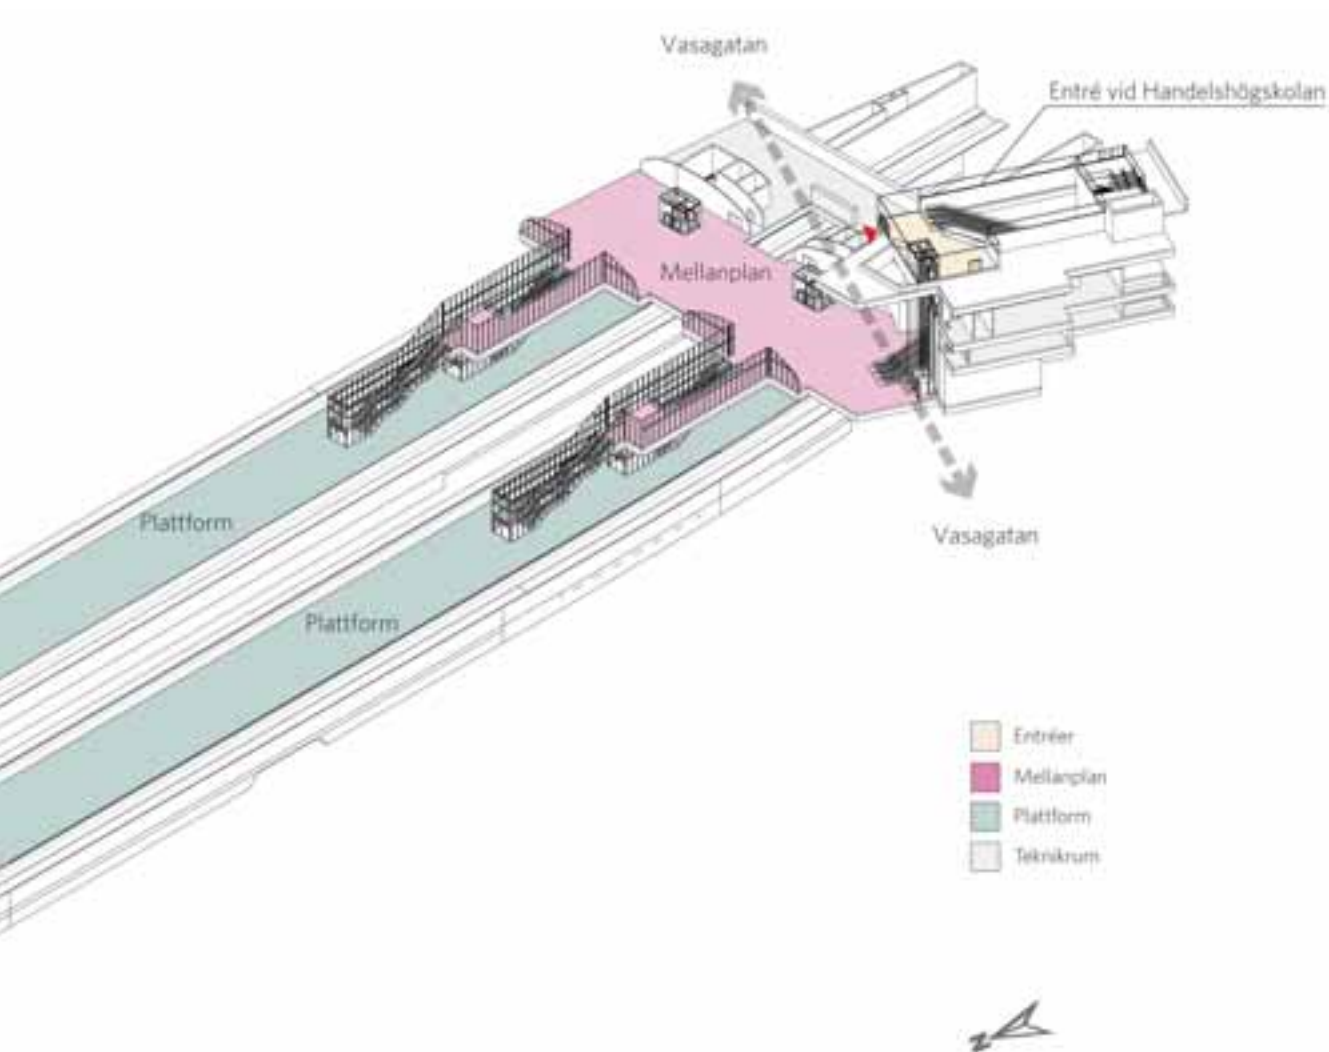 Vasagatan
Entré vid Handelshögskolan
Mellanplan
Plattform
Vasagatan
Plattform
Entréer
Mellanplan
Plattform
Teknikrum
N